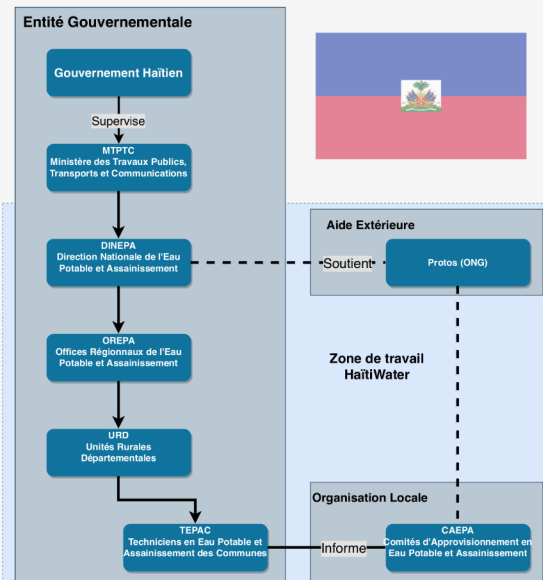 Entité Gouvernementale
Gouvernement Haïtien
Supervise
MTPTC
Ministère des Travaux Publics,
Transports et Communications
Aide Extérieure
DINEPA
Direction Nationale de l'Eau
Potable et Assainissement
Soutient
Protos (ONG)
OREPA
Offices Régionnaux de l'Eau
Potable et Assainissement
Zone de travail
HaïtiWater
URD
Unités Rurales
Départementales
Organisation Locale
TEPAC
Techniciens en Eau Potable et
Assainissement des Communes
Informe
CAEPA
Comités d'Approvisionnement en
Eau Potable et Assainissement